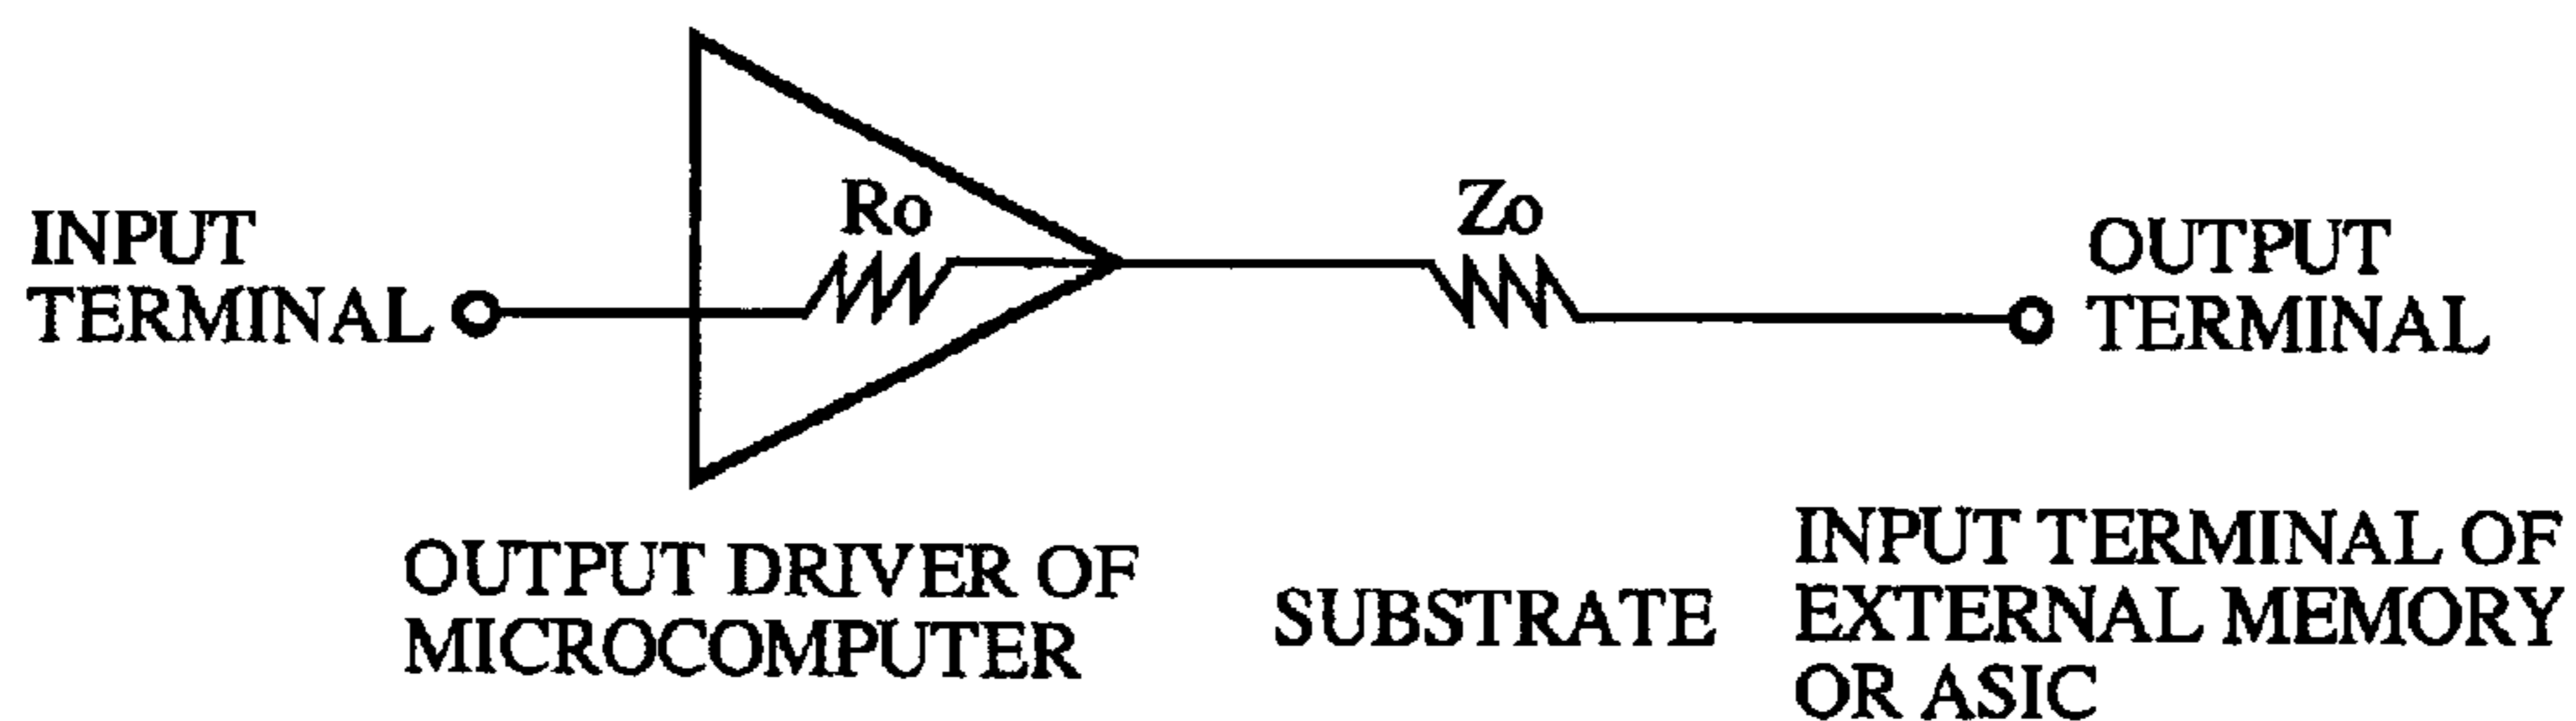 INPUT
TERMINAL
Ro
Zo
OUTPUT
TERMINAL
OUTPUT DRIVER OF
MICROCOMPUTER
SUBSTRATE
INPUT TERMINAL OF
EXTERNAL MEMORY
OR ASIC